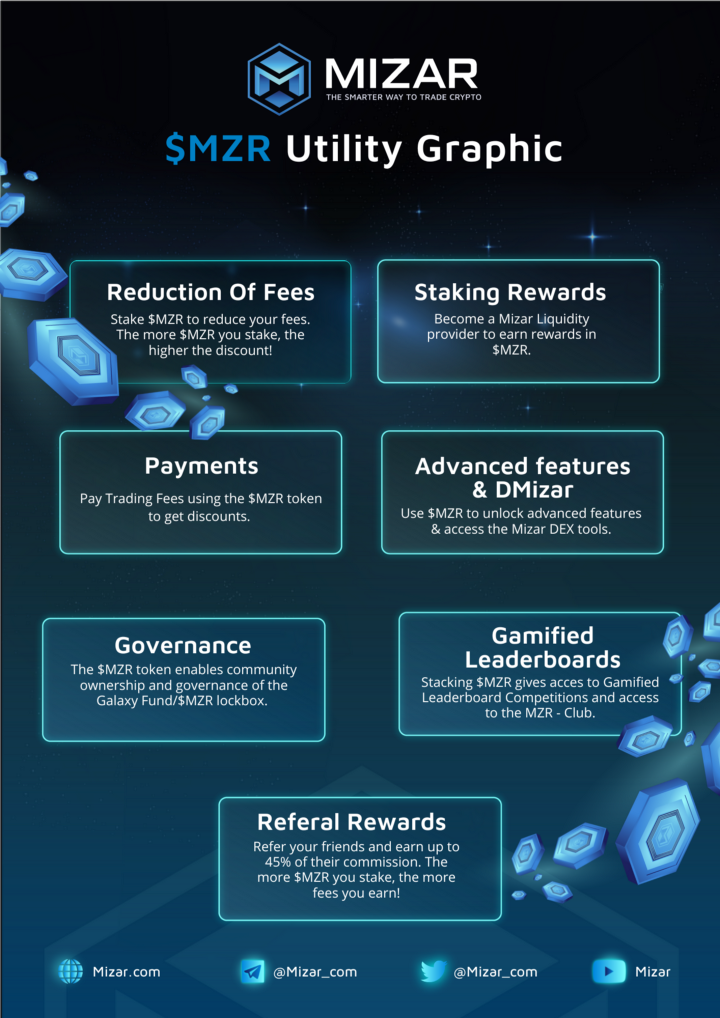 MIZAR
THE SMARTER WAY TO TRADE CRYPTO
$MZR Utility Graphic
Reduction Of Fees
Stake $MZR to reduce your fees.
The more $MZR you stake, the
higher the discount!
Staking Rewards
Become a Mizar Liquidity
provider to earn rewards in
$MZR.
Payments
Pay Trading Fees using the $MZR token
to get discounts.
Advanced features
& DMizar
Use $MZR to unlock advanced features
& access the Mizar DEX tools.
Governance
The $MZR token enables community
ownership and governance of the
Galaxy Fund/$MZR lockbox.
Gamified
Leaderboards
Stacking $MZR gives acces to Gamified
Leaderboard Competitions and access
to the MZR - Club.
Referal Rewards
Refer your friends and earn up to
45% of their commission. The
more $MZR you stake, the more
fees you earn!
Mizar.com
@Mizar_com
@Mizar_com
Mizar